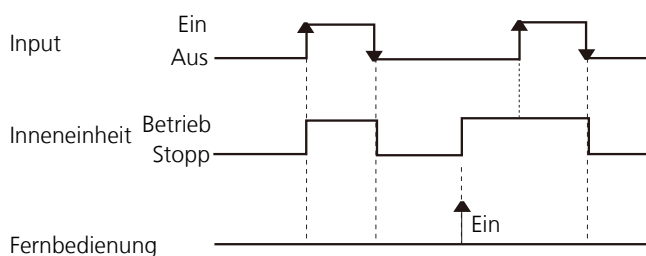 Ein
Input
Aus
Betrieb
Inneneinheit
Stopp
Ein
Fernbedienung